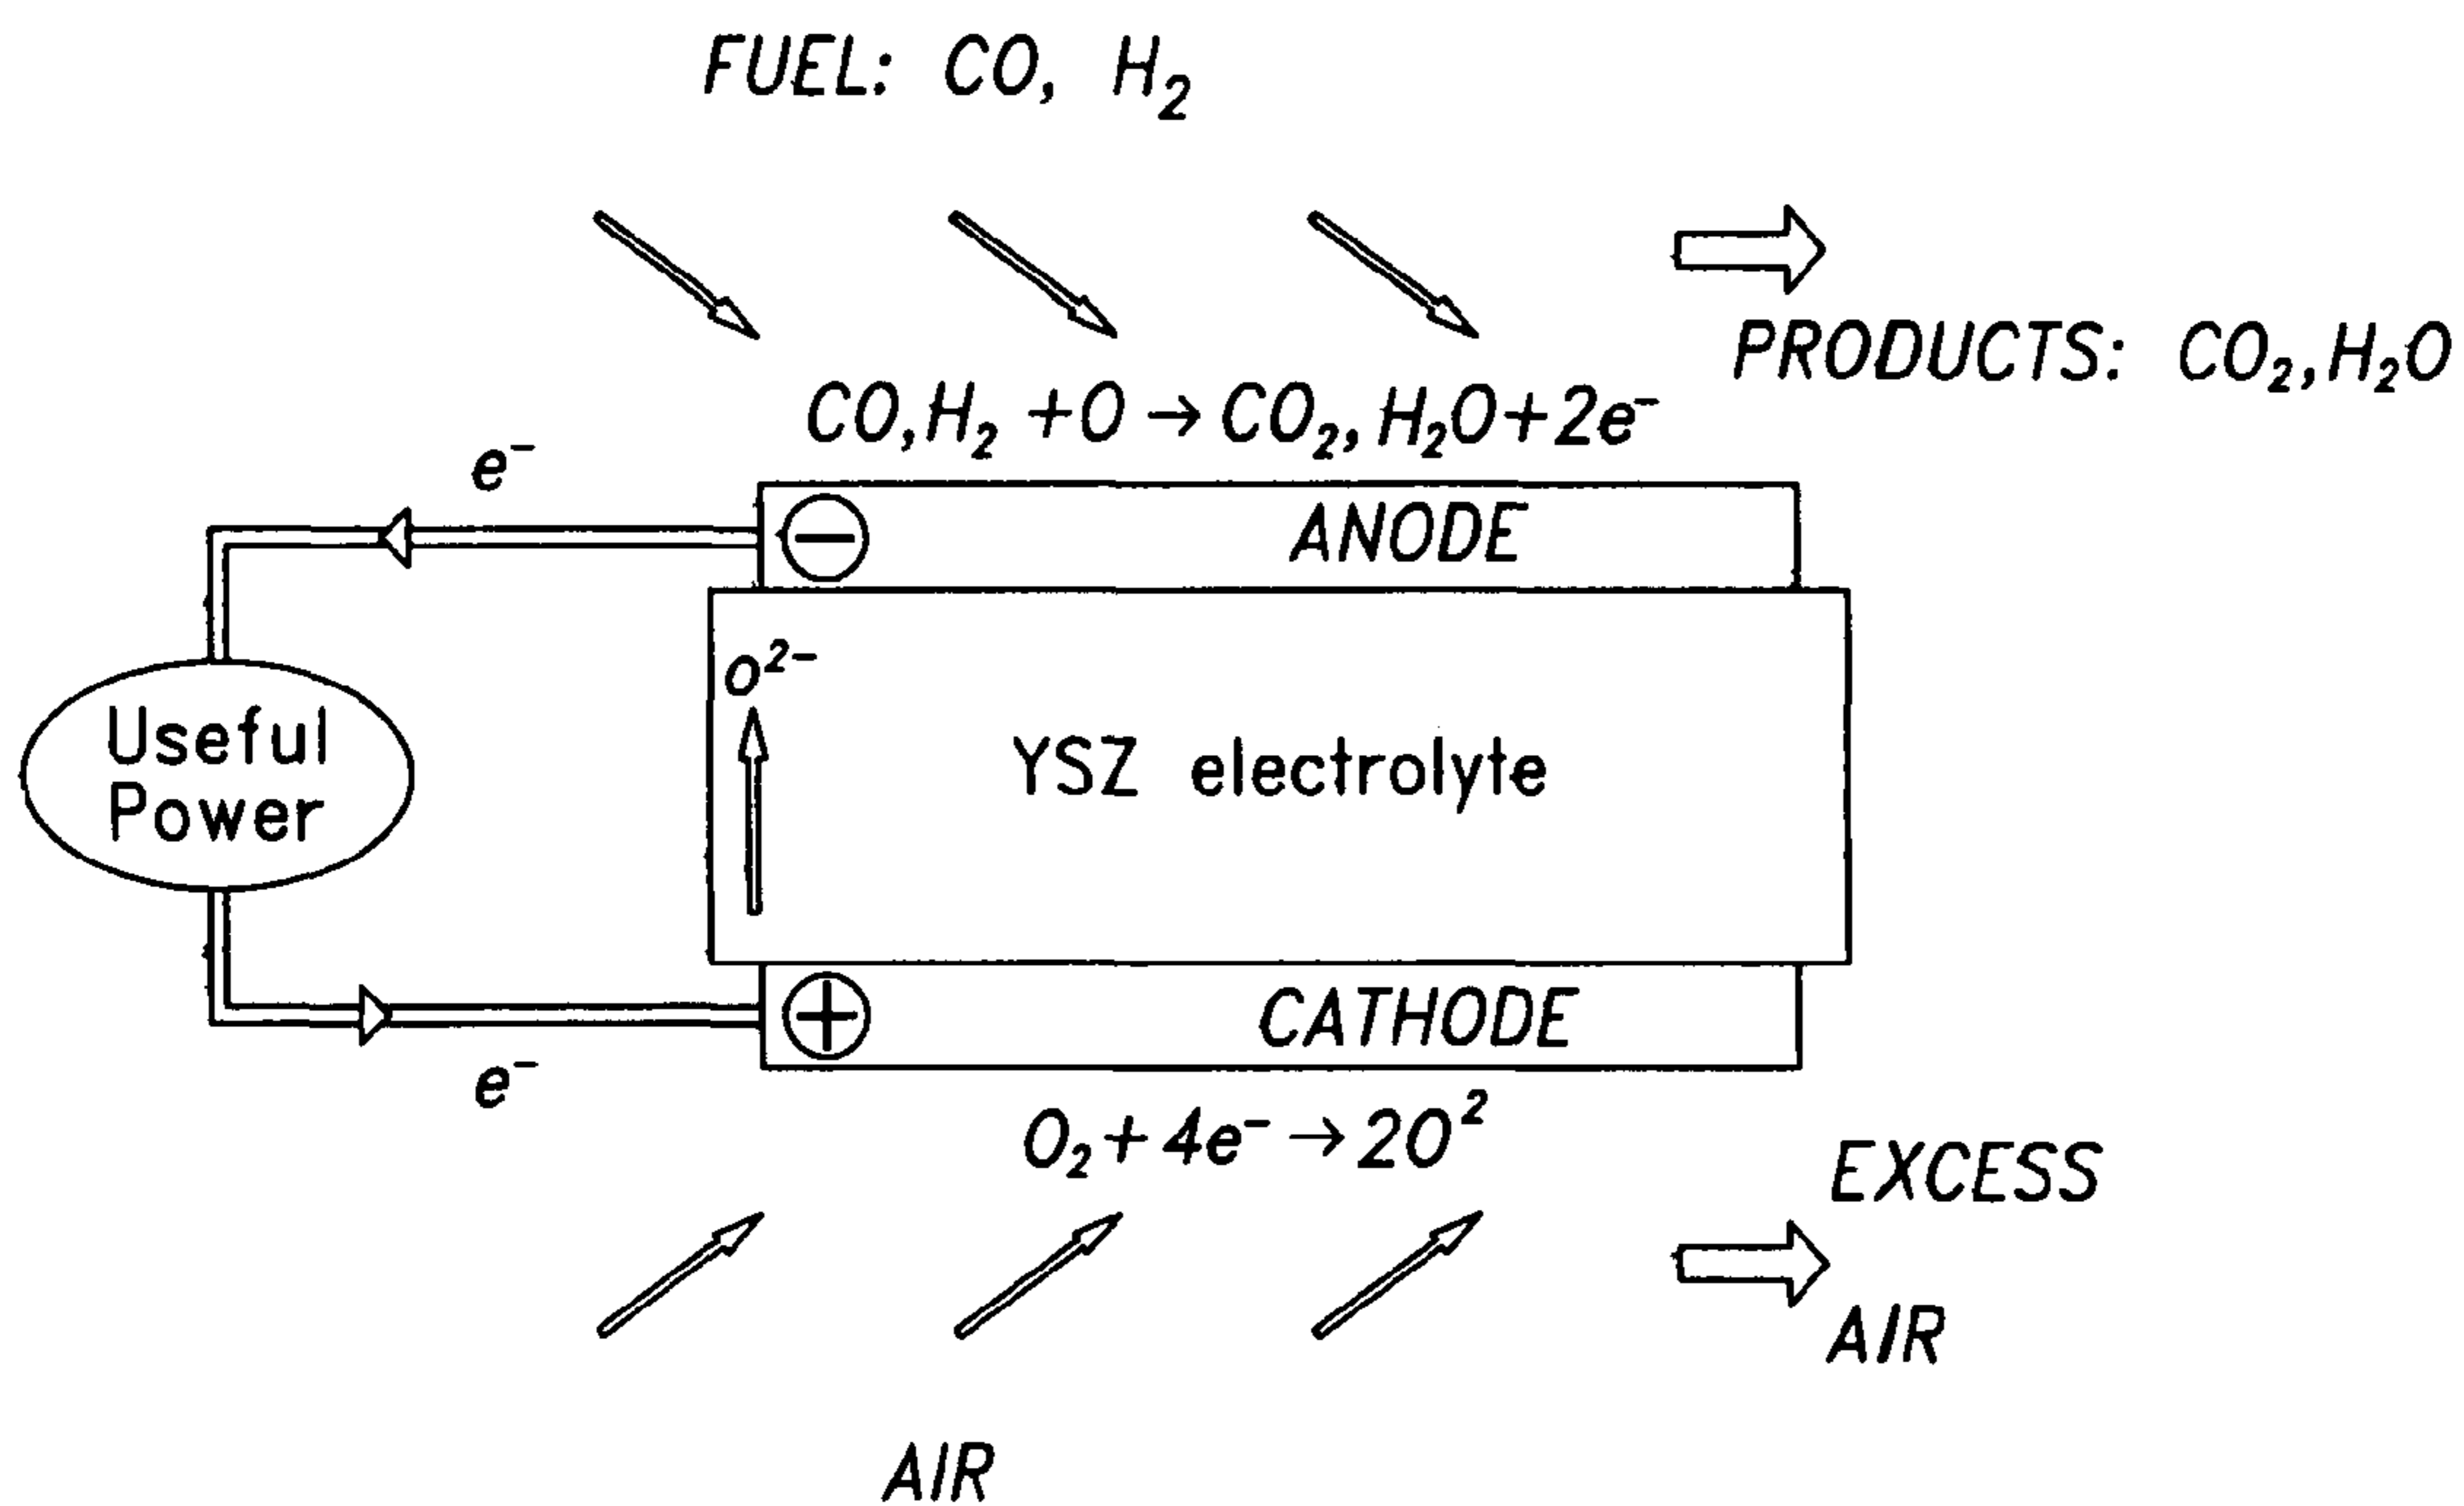 FUEL: CO, H₂
PRODUCTS: CO₂,H₂O
CO,H₂ +O → CO₂,H₂O+2e⁻
e⁻
⊖
ANODE
O²⁻
Useful
Power
YSZ electrolyte
⊕
CATHODE
e⁻
O₂+4e⁻→2O²
EXCESS
AIR
AIR